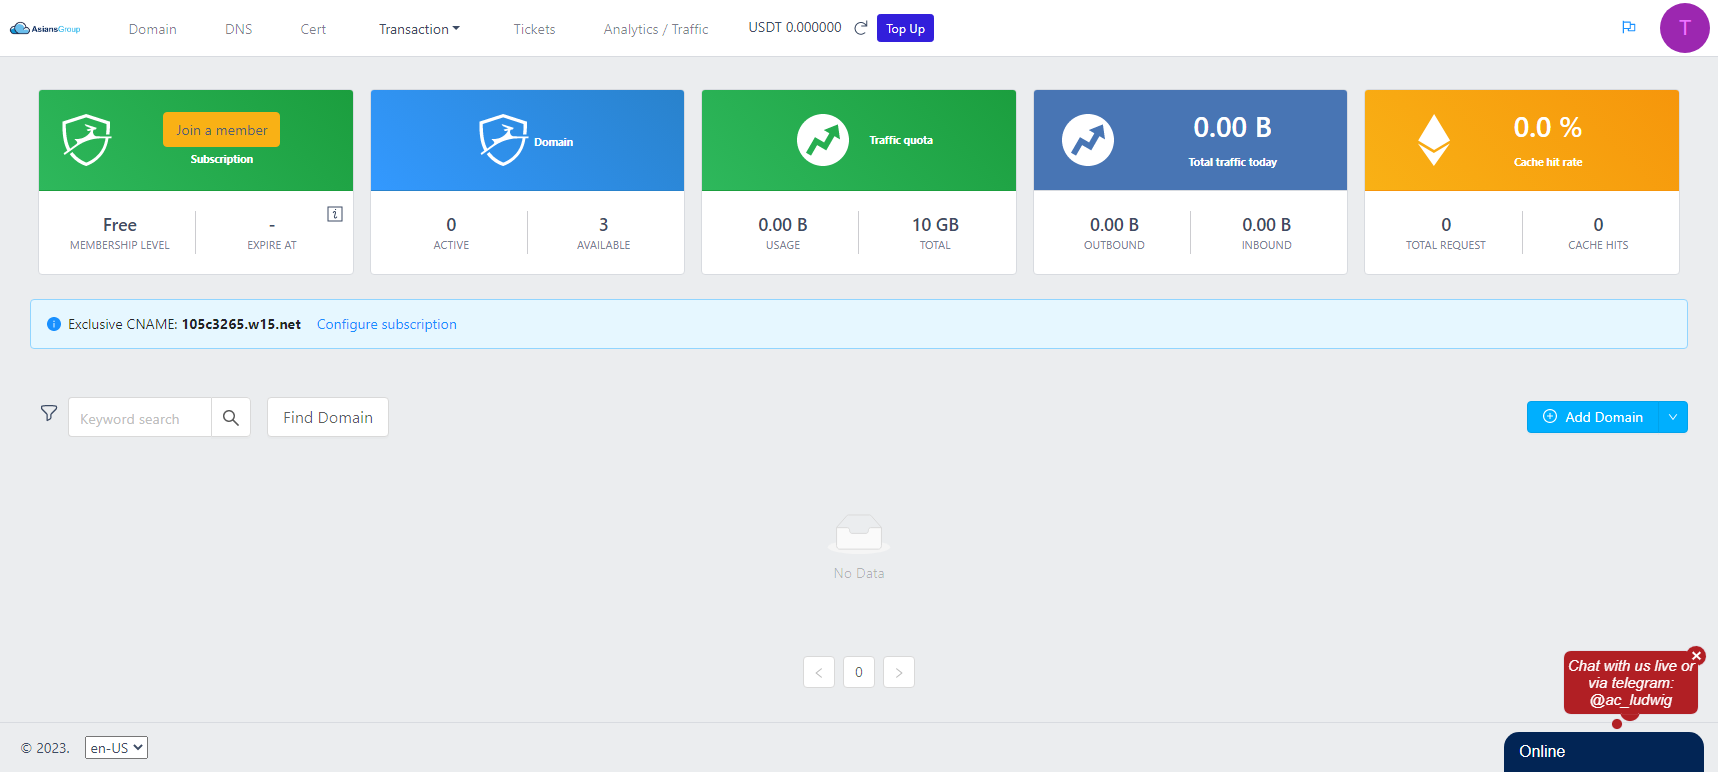 AsiansGroup Domain DNS Cert Transaction Tickets Analytics / Traffic USDT 0.000000 Top Up T
Join a member
Subscription
Free
MEMBERSHIP LEVEL
-
EXPIRE AT
Domain
0
ACTIVE
3
AVAILABLE
Traffic quota
0.00 B
USAGE
10 GB
TOTAL
0.00 B
Total traffic today
0.00 B
OUTBOUND
0.00 B
INBOUND
0.0 %
Cache hit rate
0
TOTAL REQUEST
0
CACHE HITS
Exclusive CNAME: 105c3265.w15.net Configure subscription
Keyword search Find Domain Add Domain
No Data
< 0 >
Chat with us live or
via telegram:
@ac_ludwig
© 2023. en-US
Online